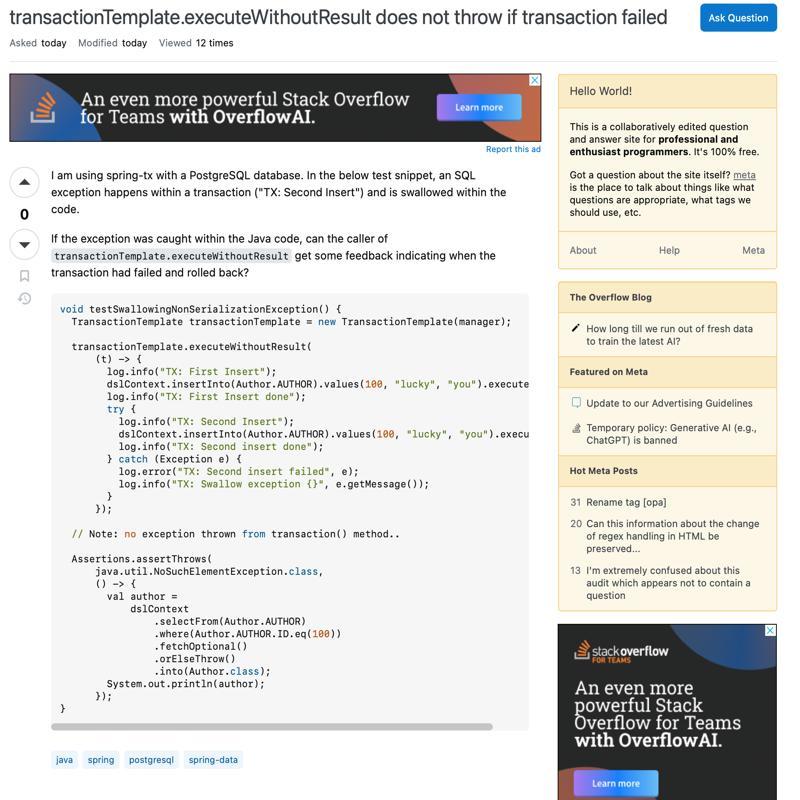 transactionTemplate.executeWithoutResult does not throw if transaction failed
Ask Question
Asked today Modified today Viewed 12 times
An even more powerful Stack Overflow
for Teams with OverflowAI.
Learn more
Report this ad
0
I am using spring-tx with a PostgreSQL database. In the below test snippet, an SQL
exception happens within a transaction ("TX: Second Insert") and is swallowed within the
code.
If the exception was caught within the Java code, can the caller of
transactionTemplate.executeWithoutResult get some feedback indicating when the
transaction had failed and rolled back?
void testSwallowingNonSerializationException() {
  TransactionTemplate transactionTemplate = new TransactionTemplate(manager);
  transactionTemplate.executeWithoutResult(
      (t) -> {
        log.info("TX: First Insert");
        dslContext.insertInto(Author.AUTHOR).values(100, "lucky", "you").execute
        log.info("TX: First Insert done");
        try {
          log.info("TX: Second Insert");
          dslContext.insertInto(Author.AUTHOR).values(100, "lucky", "you").execu
          log.info("TX: Second insert done");
        } catch (Exception e) {
          log.error("TX: Second insert failed", e);
          log.info("TX: Swallow exception {}", e.getMessage());
        }
      });
  // Note: no exception thrown from transaction() method..
  Assertions.assertThrows(
      java.util.NoSuchElementException.class,
      () -> {
        val author =
            dslContext
                .selectFrom(Author.AUTHOR)
                .where(Author.AUTHOR.ID.eq(100))
                .fetchOptional()
                .orElseThrow()
                .into(Author.class);
        System.out.println(author);
      });
}
java spring postgresql spring-data
Hello World!
This is a collaboratively edited question
and answer site for professional and
enthusiast programmers. It's 100% free.
Got a question about the site itself? meta
is the place to talk about things like what
questions are appropriate, what tags we
should use, etc.
About Help Meta
The Overflow Blog
How long till we run out of fresh data
to train the latest AI?
Featured on Meta
Update to our Advertising Guidelines
Temporary policy: Generative AI (e.g.,
ChatGPT) is banned
Hot Meta Posts
31 Rename tag [opa]
20 Can this information about the change
of regex handling in HTML be
preserved...
13 I'm extremely confused about this
audit which appears not to contain a
question
stackoverflow
FOR TEAMS
An even more
powerful Stack
Overflow for Teams
with OverflowAI.
Learn more